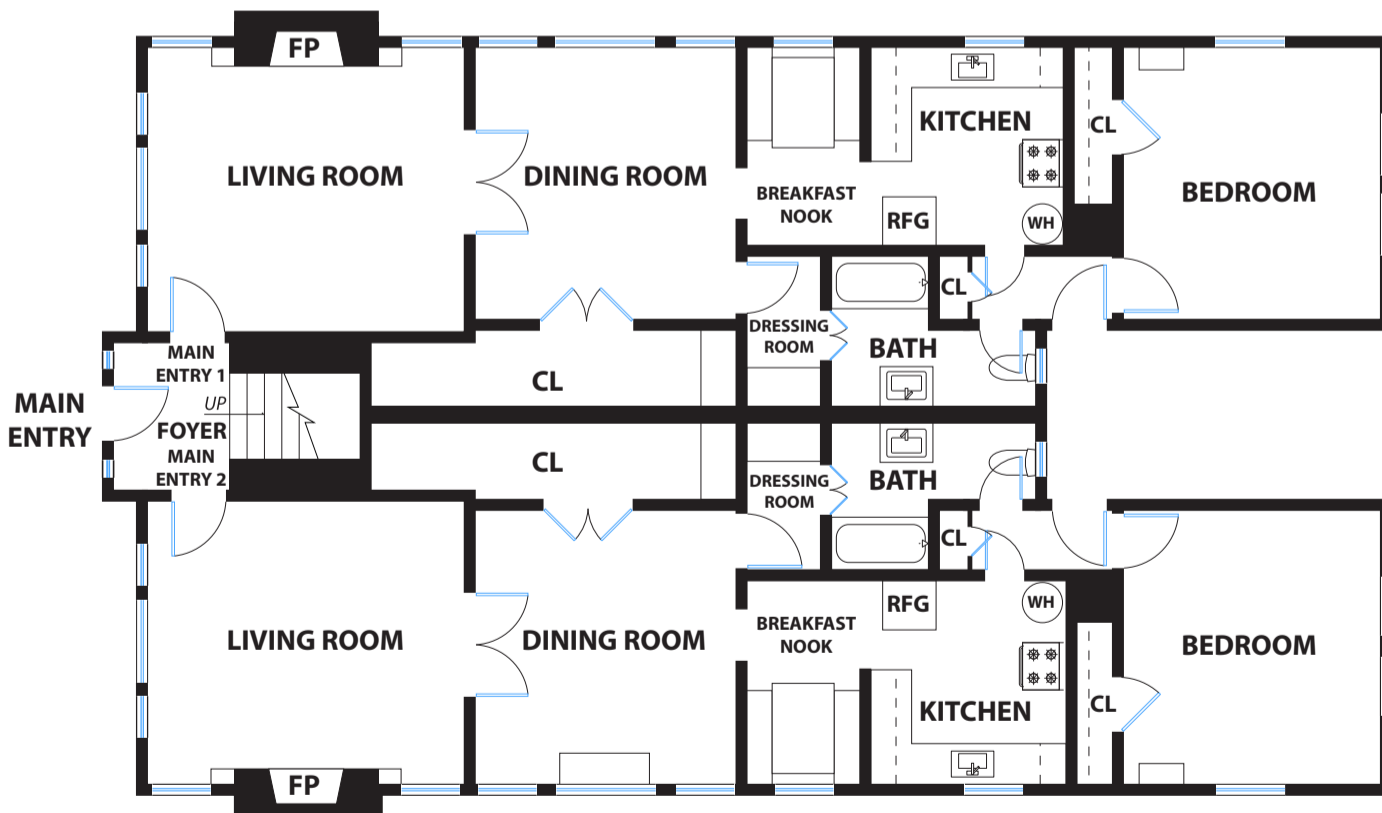 FP
LIVING ROOM
DINING ROOM
BREAKFAST
NOOK
KITCHEN
RFG
WH
CL
BEDROOM
CL
DRESSING
ROOM
BATH
CL
MAIN
ENTRY
MAIN
ENTRY 1
UP
FOYER
MAIN
ENTRY 2
CL
DRESSING
ROOM
BATH
CL
LIVING ROOM
DINING ROOM
BREAKFAST
NOOK
RFG
WH
KITCHEN
CL
BEDROOM
FP